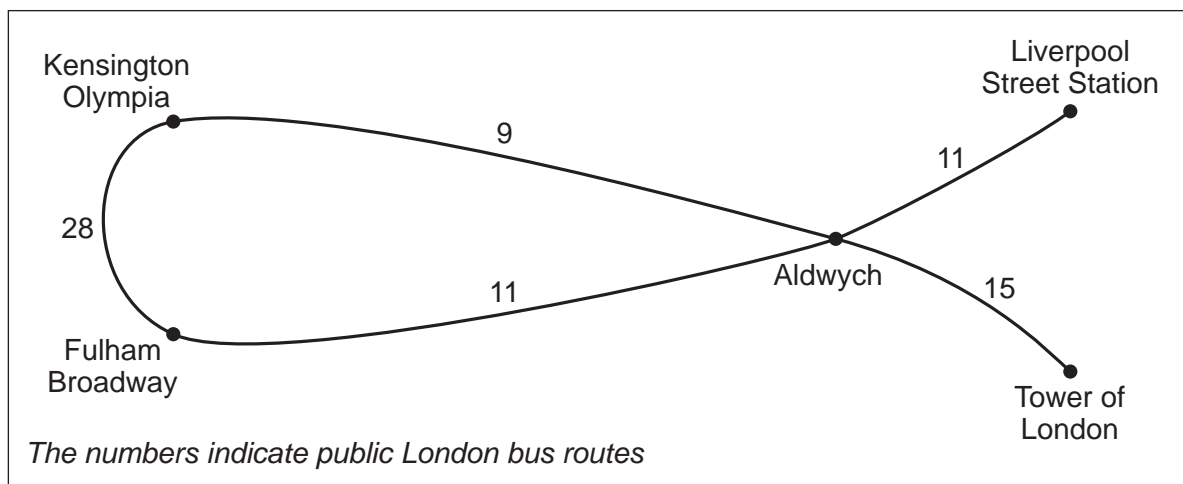 Kensington
Olympia
Liverpool
Street Station
9
11
28
Aldwych
11
15
Fulham
Broadway
Tower of
London
The numbers indicate public London bus routes